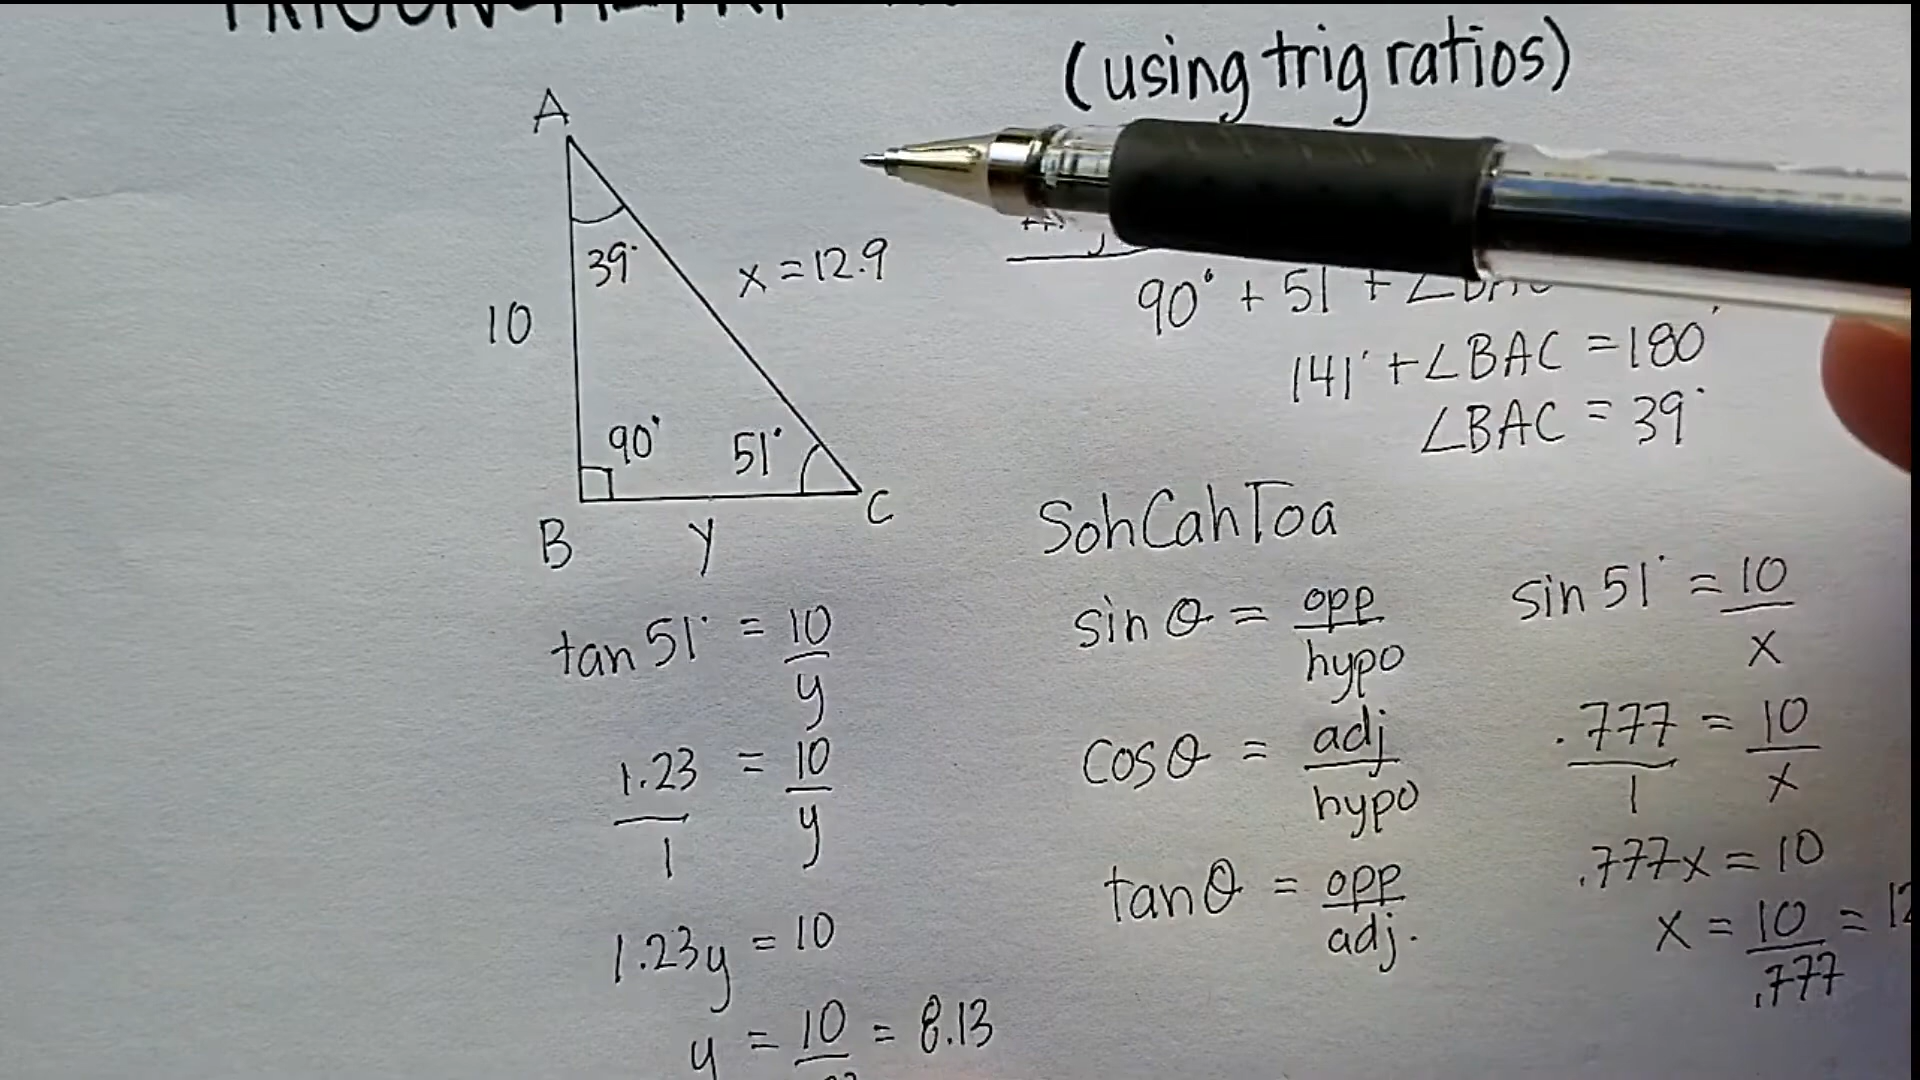 (using trig ratios)
A
39°
x = 12.9
10
90°
51°
B
y
C
90° + 51 +
141° + ∠BAC = 180°
∠BAC = 39°
SohCahToa
tan 51° = 10/y
1.23/1 = 10/y
1.23y = 10
y = 10 = 8.13
sin θ = opp/hypo
cos θ = adj/hypo
tan θ = opp/adj.
sin 51° = 10/x
.777/1 = 10/x
.777x = 10
x = 10/.777 =